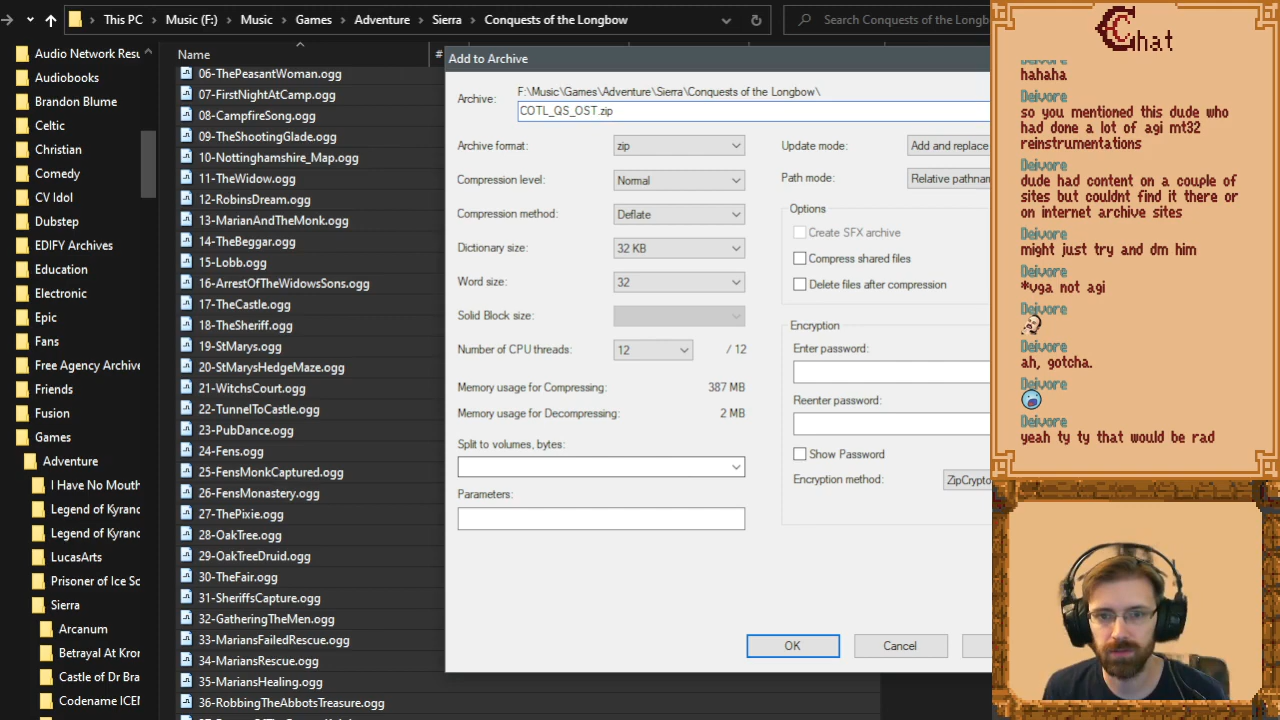 This PC > Music (F:) > Music > Games > Adventure > Sierra > Conquests of the Longbow
Search Conquests of the Longb
Audio Network Resu
Audiobooks
Brandon Blume
Celtic
Christian
Comedy
CV Idol
Dubstep
EDIFY Archives
Education
Electronic
Epic
Fans
Free Agency Archive
Friends
Fusion
Games
Adventure
I Have No Mouth
Legend of Kyranc
Legend of Kyranc
LucasArts
Prisoner of Ice Sc
Sierra
Arcanum
Betrayal At Kron
Castle of Dr Bra
Codename ICEM
Name
#
06-ThePeasantWoman.ogg
07-FirstNightAtCamp.ogg
08-CampfireSong.ogg
09-TheShootingGlade.ogg
10-Nottinghamshire_Map.ogg
11-TheWidow.ogg
12-RobinsDream.ogg
13-MarianAndTheMonk.ogg
14-TheBeggar.ogg
15-Lobb.ogg
16-ArrestOfTheWidowsSons.ogg
17-TheCastle.ogg
18-TheSheriff.ogg
19-StMarys.ogg
20-StMarysHedgeMaze.ogg
21-WitchsCourt.ogg
22-TunnelToCastle.ogg
23-PubDance.ogg
24-Fens.ogg
25-FensMonkCaptured.ogg
26-FensMonastery.ogg
27-ThePixie.ogg
28-OakTree.ogg
29-OakTreeDruid.ogg
30-TheFair.ogg
31-SheriffsCapture.ogg
32-GatheringTheMen.ogg
33-MariansFailedRescue.ogg
34-MariansRescue.ogg
35-MariansHealing.ogg
36-RobbingTheAbbotsTreasure.ogg
Add to Archive
Archive:
F:\Music\Games\Adventure\Sierra\Conquests of the Longbow\
COTL_QS_OST.zip
Archive format:
zip
Compression level:
Normal
Compression method:
Deflate
Dictionary size:
32 KB
Word size:
32
Solid Block size:
Number of CPU threads:
12
/ 12
Memory usage for Compressing:
387 MB
Memory usage for Decompressing:
2 MB
Split to volumes, bytes:
Parameters:
Update mode:
Add and replace
Path mode:
Relative pathnam
Options
Create SFX archive
Compress shared files
Delete files after compression
Encryption
Enter password:
Reenter password:
Show Password
Encryption method:
ZipCrypto
OK
Cancel
Chat
Deivore
hahaha
Deivore
so you mentioned this dude who
had done a lot of agi mt32
reinstrumentations
Deivore
dude had content on a couple of
sites but couldnt find it there or
on internet archive sites
Deivore
might just try and dm him
Deivore
*vga not agi
Deivore
Deivore
ah, gotcha.
Deivore
Deivore
yeah ty ty that would be rad